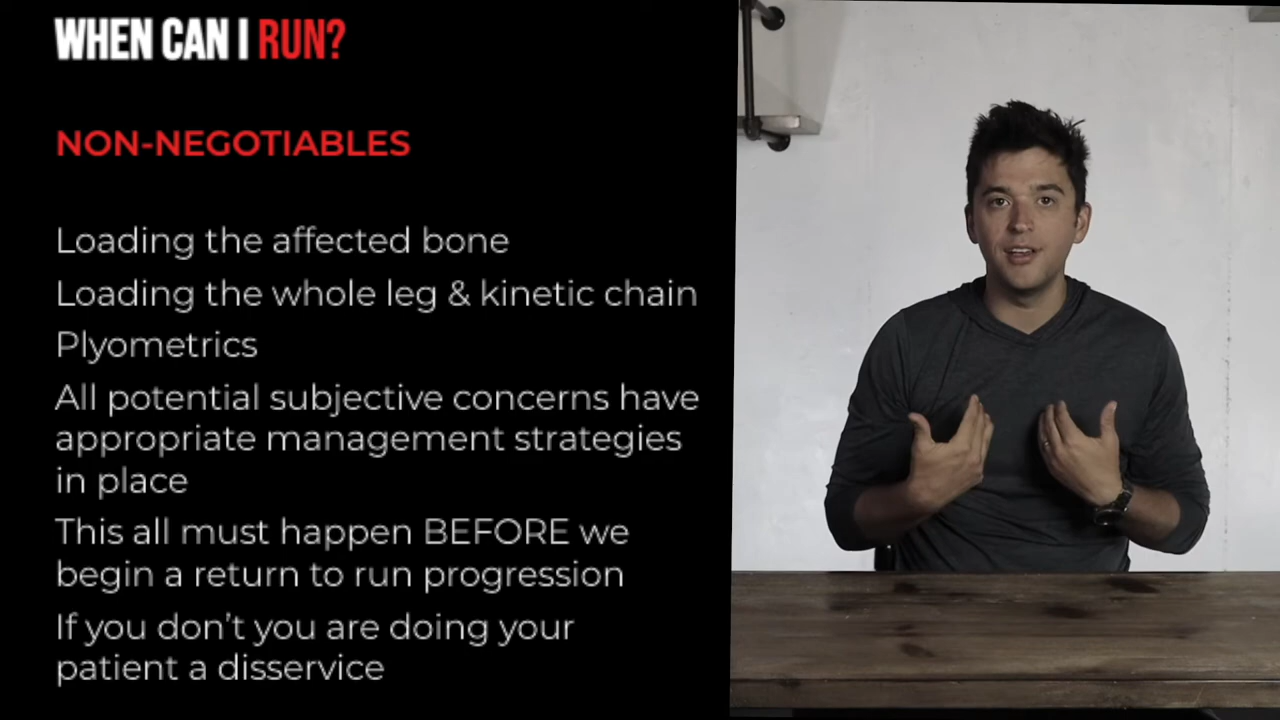 WHEN CAN I RUN?
NON-NEGOTIABLES
Loading the affected bone
Loading the whole leg & kinetic chain
Plyometrics
All potential subjective concerns have
appropriate management strategies
in place
This all must happen BEFORE we
begin a return to run progression
If you don’t you are doing your
patient a disservice